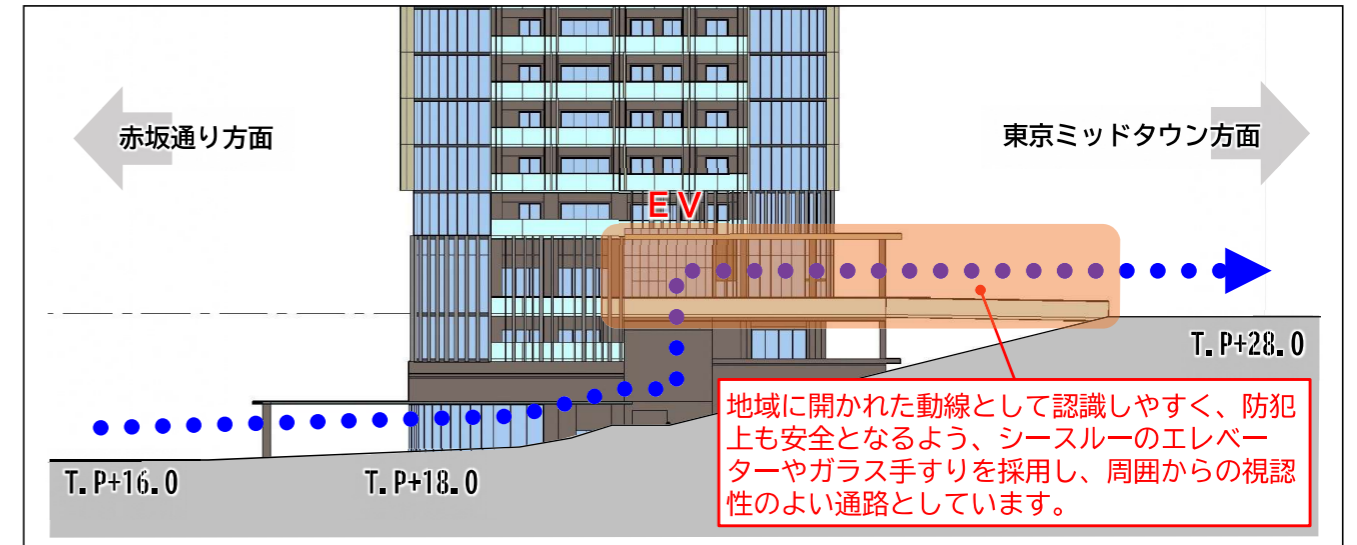 赤坂通り方面
東京ミッドタウン方面
ＥＶ
T.P+28.0
地域に開かれた動線として認識しやすく、防犯
上も安全となるよう、シースルーのエレベー
ターやガラス手すりを採用し、周囲からの視認
性のよい通路としています。
T.P+16.0
T.P+18.0